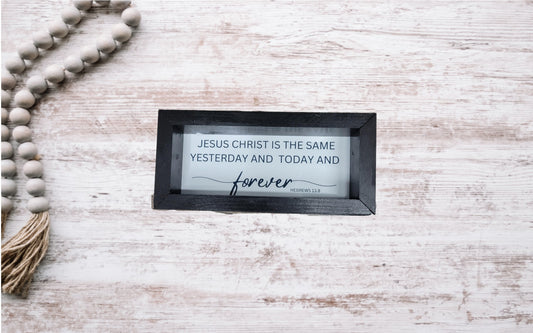 JESUS CHRIST IS THE SAME
YESTERDAY AND TODAY AND
forever
HEBREWS 13:8